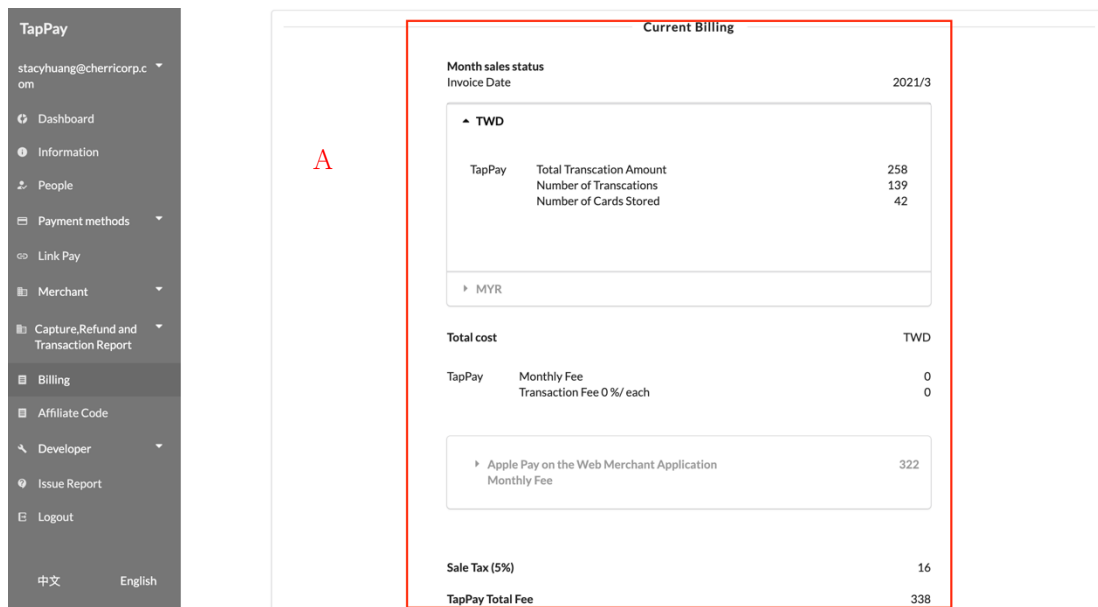 TapPay
stacyhuang@cherricorp.c
om
Dashboard
Information
People
Payment methods
Link Pay
Merchant
Capture,Refund and
Transaction Report
Billing
Affiliate Code
Developer
Issue Report
Logout
中文 English
A
Current Billing
Month sales status
Invoice Date 2021/3
TWD
TapPay Total Transcation Amount 258
Number of Transcations 139
Number of Cards Stored 42
MYR
Total cost TWD
TapPay Monthly Fee 0
Transaction Fee 0 %/ each 0
Apple Pay on the Web Merchant Application 322
Monthly Fee
Sale Tax (5%) 16
TapPay Total Fee 338